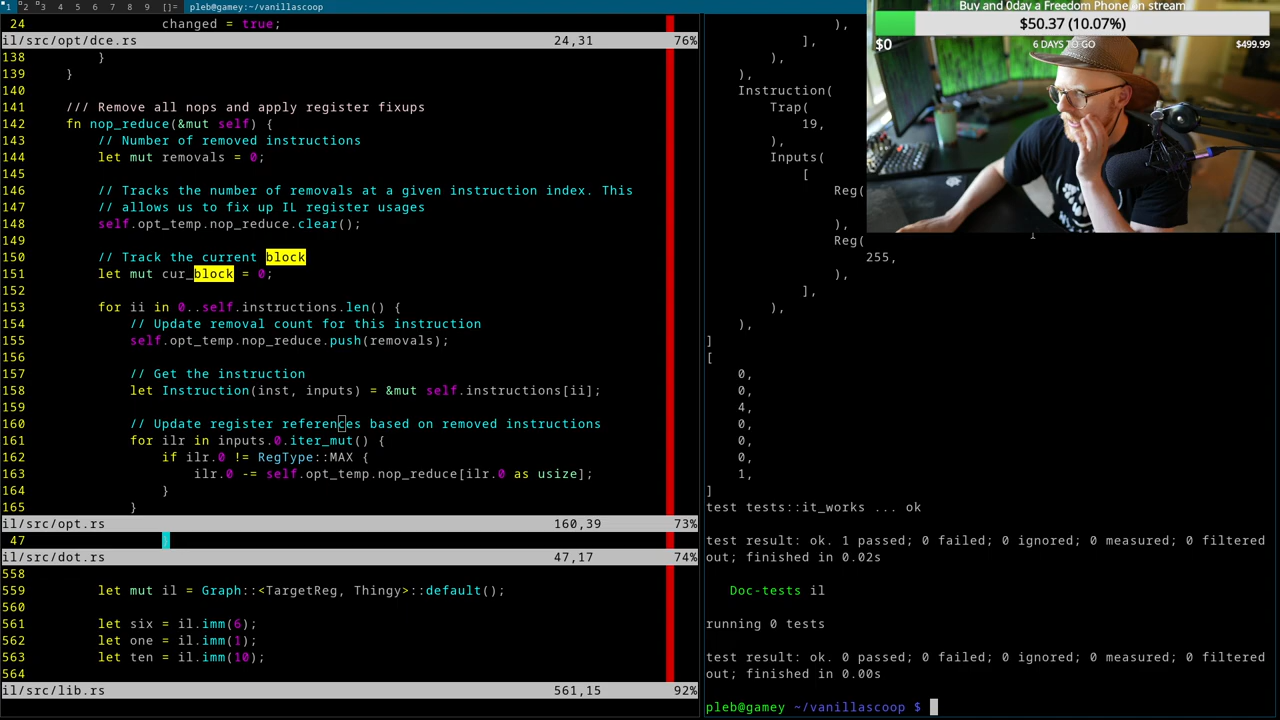 1 2 3 4 5 6 7 8 9 []= pleb@gamey:~/vanillascoop
24 changed = true;
il/src/opt/dce.rs 24,31 76%
138 }
139 }
140
141 /// Remove all nops and apply register fixups
142 fn nop_reduce(&mut self) {
143 // Number of removed instructions
144 let mut removals = 0;
145
146 // Tracks the number of removals at a given instruction index. This
147 // allows us to fix up IL register usages
148 self.opt_temp.nop_reduce.clear();
149
150 // Track the current block
151 let mut cur_block = 0;
152
153 for ii in 0..self.instructions.len() {
154 // Update removal count for this instruction
155 self.opt_temp.nop_reduce.push(removals);
156
157 // Get the instruction
158 let Instruction(inst, inputs) = &mut self.instructions[ii];
159
160 // Update register references based on removed instructions
161 for ilr in inputs.0.iter_mut() {
162 if ilr.0 != RegType::MAX {
163 ilr.0 -= self.opt_temp.nop_reduce[ilr.0 as usize];
164 }
165 }
il/src/opt.rs 160,39 73%
47 }
il/src/dot.rs 47,17 74%
558
559 let mut il = Graph::<TargetReg, Thingy>::default();
560
561 let six = il.imm(6);
562 let one = il.imm(1);
563 let ten = il.imm(10);
564
il/src/lib.rs 561,15 92%
),
],
),
),
Instruction(
Trap(
19,
),
Inputs(
[
Reg(
),
Reg(
255,
),
],
),
),
]
[
0,
0,
4,
0,
0,
0,
1,
]
test tests::it_works ... ok
test result: ok. 1 passed; 0 failed; 0 ignored; 0 measured; 0 filtered
out; finished in 0.02s
Doc-tests il
running 0 tests
test result: ok. 0 passed; 0 failed; 0 ignored; 0 measured; 0 filtered
out; finished in 0.00s
pleb@gamey ~/vanillascoop $
Buy and 0day a Freedom Phone on stream
$50.37 (10.07%)
$0 6 DAYS TO GO $499.99